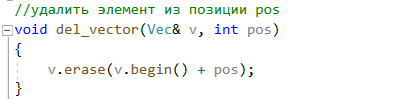 //удалить элемент из позиции pos
void del_vector(Vec& v, int pos)
{
    v.erase(v.begin() + pos);
}